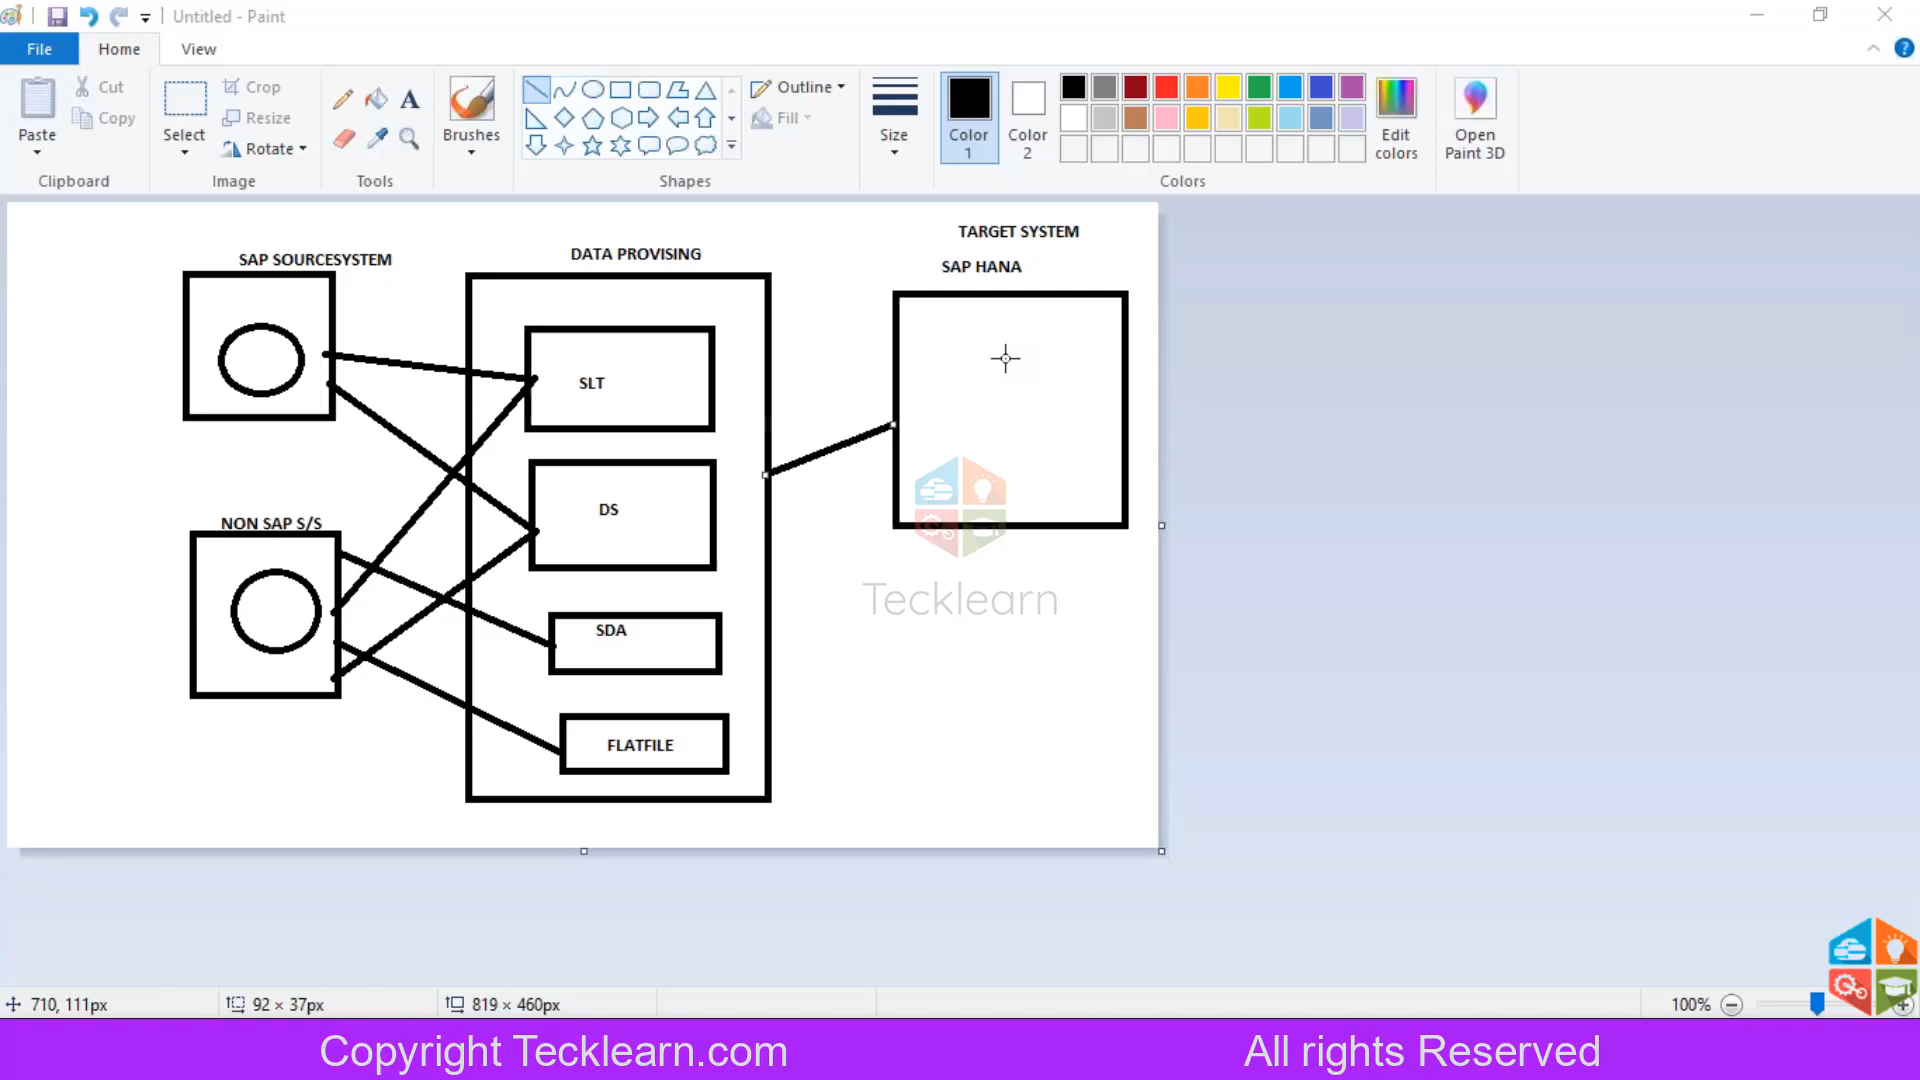 Untitled - Paint
File Home View
Paste
Cut
Copy
Clipboard
Select
Crop
Resize
Rotate
Image
Tools
Brushes
Shapes
Outline
Fill
Size
Color 1
Color 2
Colors
Edit colors
Open Paint 3D
TARGET SYSTEM
SAP SOURCESYSTEM
DATA PROVISING
SAP HANA
SLT
DS
NON SAP S/S
SDA
FLATFILE
Tecklearn
710, 111px
92 × 37px
819 × 460px
100%
Copyright Tecklearn.com
All rights Reserved